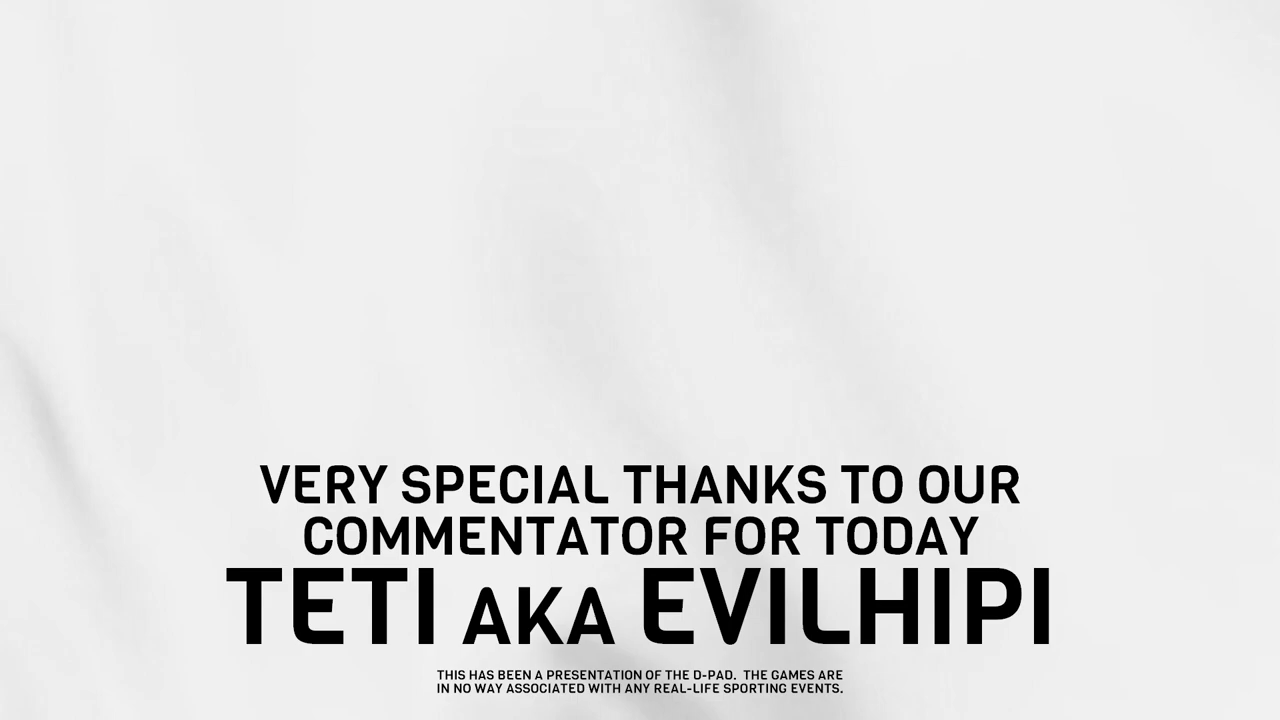 VERY SPECIAL THANKS TO OUR
COMMENTATOR FOR TODAY
TETI AKA EVILHIPI
THIS HAS BEEN A PRESENTATION OF THE D-PAD. THE GAMES ARE
IN NO WAY ASSOCIATED WITH ANY REAL-LIFE SPORTING EVENTS.